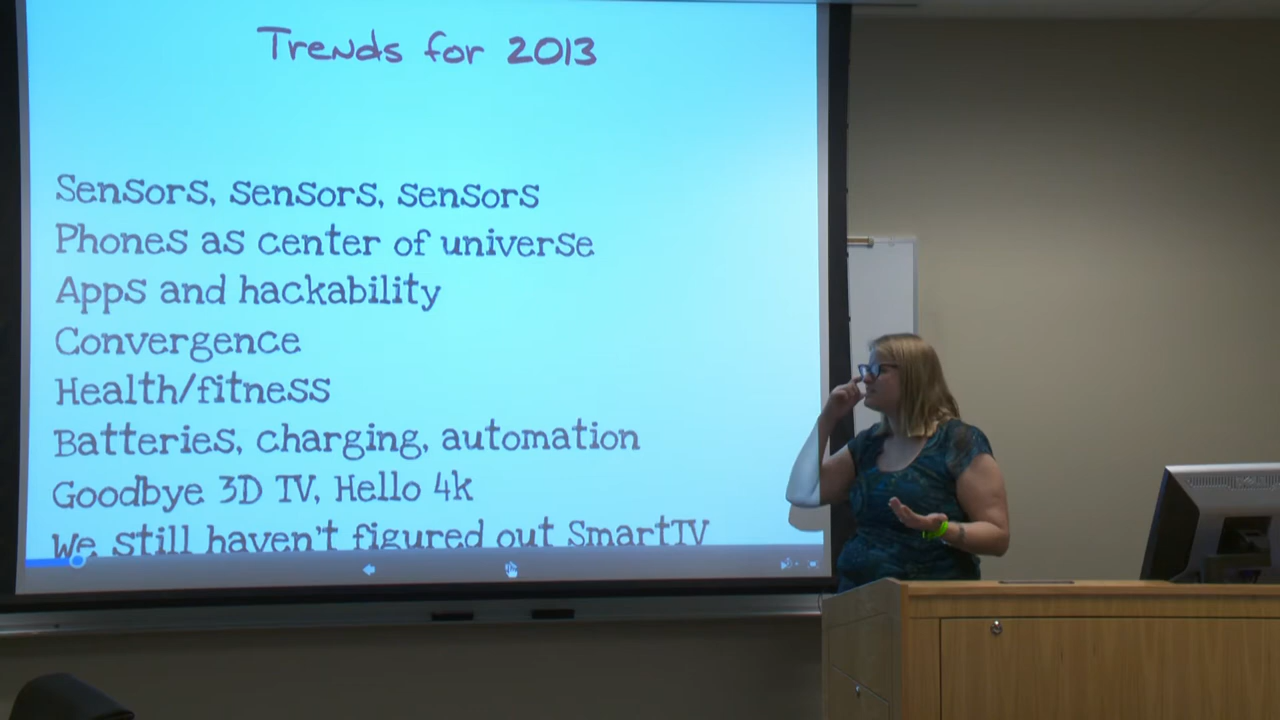 Trends for 2013
Sensors, sensors, sensors
Phones as center of universe
Apps and hackability
Convergence
Health/fitness
Batteries, charging, automation
Goodbye 3D TV, Hello 4k
We still haven't figured out SmartTV